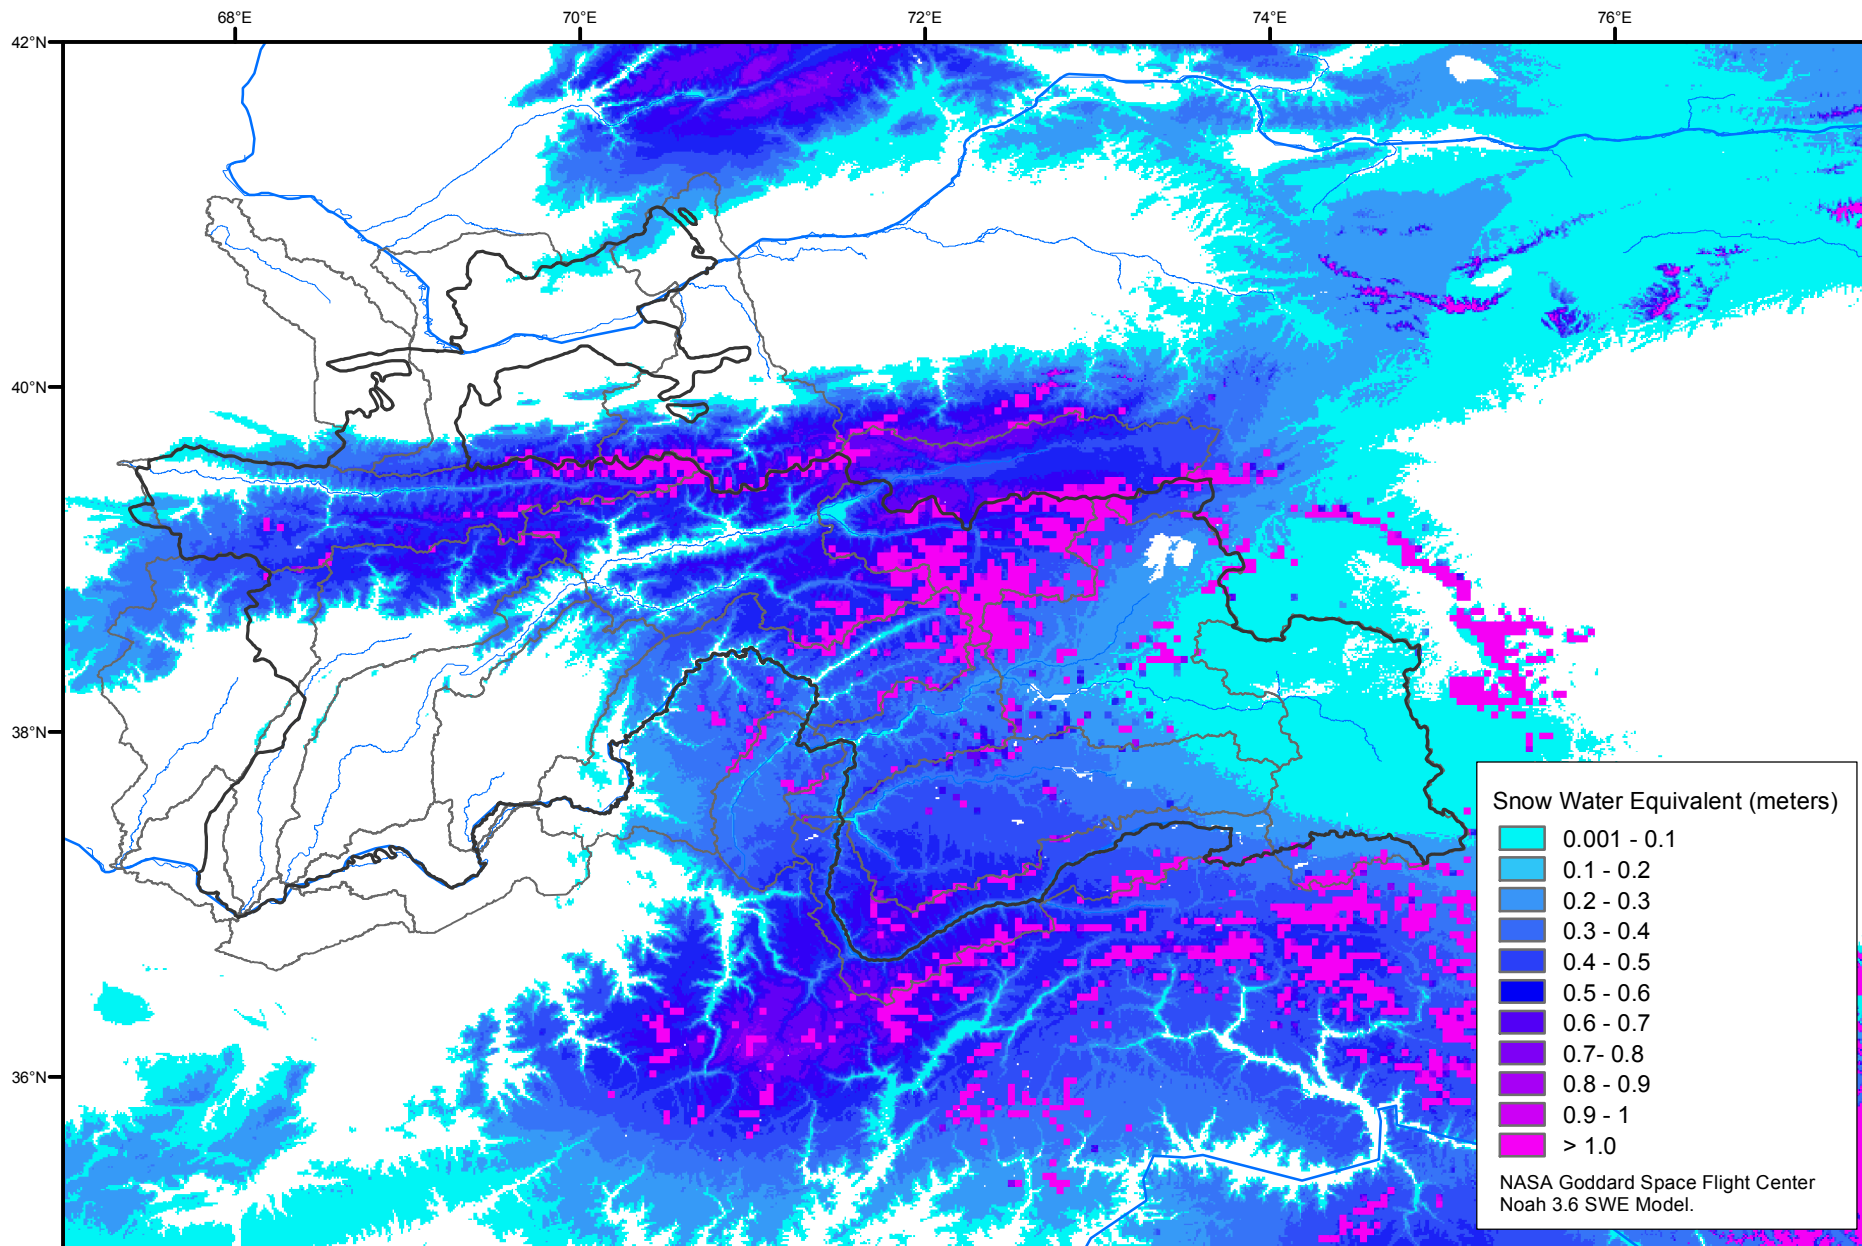 68°E
70°E
72°E
74°E
76°E
42°N
40°N
38°N
36°N
Snow Water Equivalent (meters)
0.001 - 0.1
0.1 - 0.2
0.2 - 0.3
0.3 - 0.4
0.4 - 0.5
0.5 - 0.6
0.6 - 0.7
0.7- 0.8
0.8 - 0.9
0.9 - 1
> 1.0
NASA Goddard Space Flight Center
Noah 3.6 SWE Model.